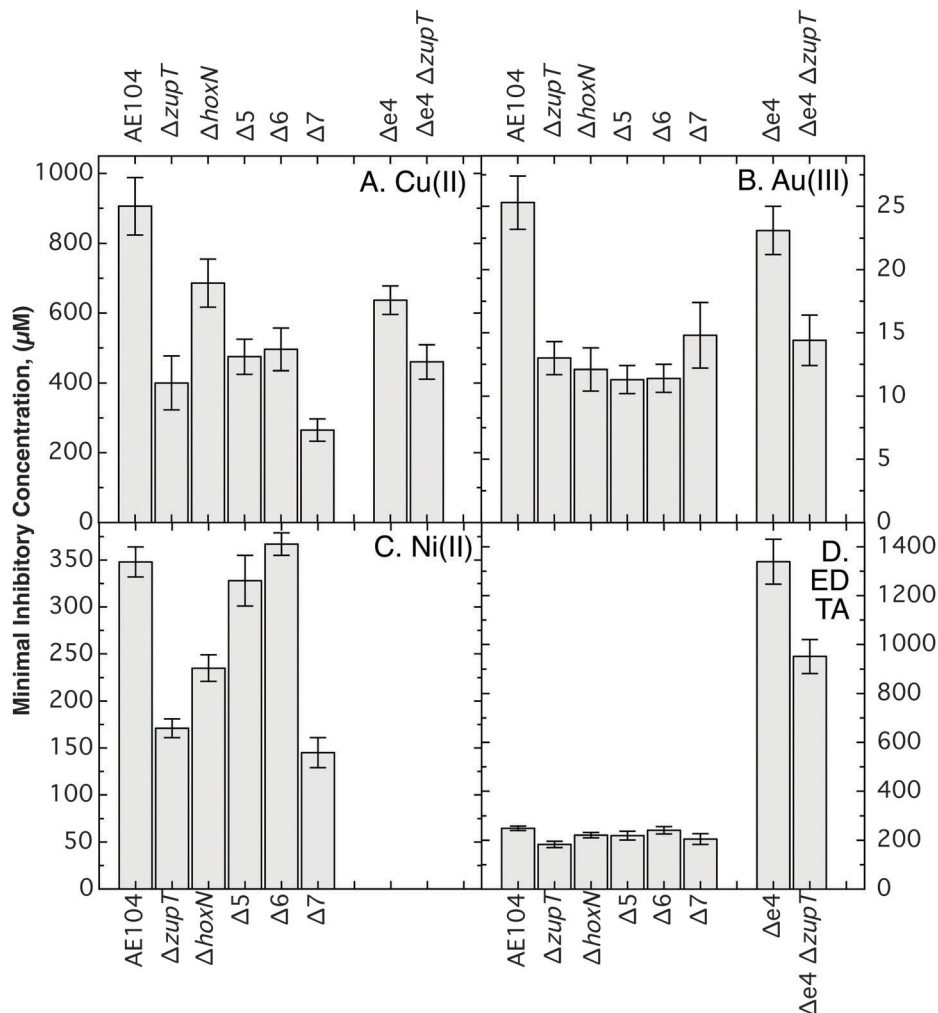 AE104
ΔzupT
ΔhoxN
Δ5
Δ6
Δ7
Δe4
Δe4 ΔzupT
AE104
ΔzupT
ΔhoxN
Δ5
Δ6
Δ7
Δe4
Δe4 ΔzupT
Minimal Inhibitory Concentration, (µM)
A. Cu(II)
1000
800
600
400
200
0
B. Au(III)
25
20
15
10
5
0
C. Ni(II)
350
300
250
200
150
100
50
0
D.
ED
TA
1400
1200
1000
800
600
400
200
0
AE104
ΔzupT
ΔhoxN
Δ5
Δ6
Δ7
AE104
ΔzupT
ΔhoxN
Δ5
Δ6
Δ7
Δe4
Δe4 ΔzupT